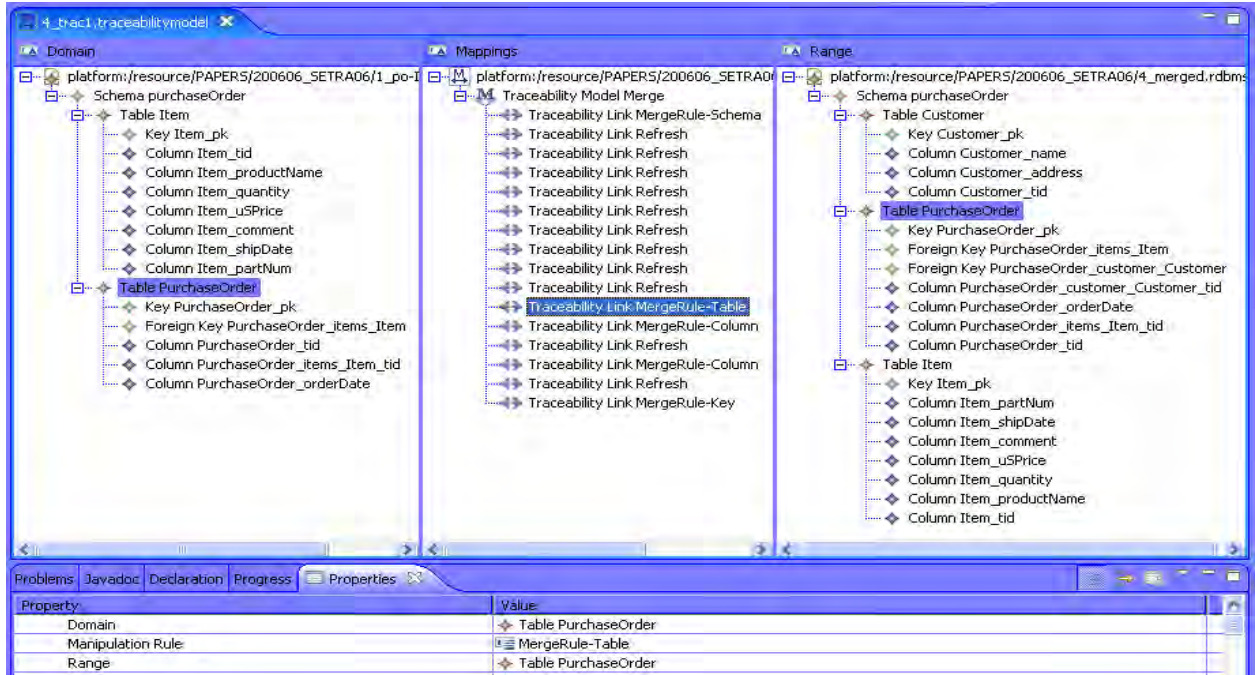 4_trac1.traceabilitymodel
Domain
platform:/resource/PAPERS/200606_SETRA06/1_po-I
Schema purchaseOrder
Table Item
Key Item_pk
Column Item_tid
Column Item_productName
Column Item_quantity
Column Item_uSPrice
Column Item_comment
Column Item_shipDate
Column Item_partNum
Table PurchaseOrder
Key PurchaseOrder_pk
Foreign Key PurchaseOrder_items_Item
Column PurchaseOrder_tid
Column PurchaseOrder_items_Item_tid
Column PurchaseOrder_orderDate
Mappings
platform:/resource/PAPERS/200606_SETRA0
Traceability Model Merge
Traceability Link MergeRule-Schema
Traceability Link Refresh
Traceability Link Refresh
Traceability Link Refresh
Traceability Link Refresh
Traceability Link Refresh
Traceability Link Refresh
Traceability Link Refresh
Traceability Link Refresh
Traceability Link Refresh
Traceability Link MergeRule-Table
Traceability Link MergeRule-Column
Traceability Link Refresh
Traceability Link MergeRule-Column
Traceability Link Refresh
Traceability Link MergeRule-Key
Range
platform:/resource/PAPERS/200606_SETRA06/4_merged.rdbms
Schema purchaseOrder
Table Customer
Key Customer_pk
Column Customer_name
Column Customer_address
Column Customer_tid
Table PurchaseOrder
Key PurchaseOrder_pk
Foreign Key PurchaseOrder_items_Item
Foreign Key PurchaseOrder_customer_Customer
Column PurchaseOrder_customer_Customer_tid
Column PurchaseOrder_orderDate
Column PurchaseOrder_items_Item_tid
Column PurchaseOrder_tid
Table Item
Key Item_pk
Column Item_partNum
Column Item_shipDate
Column Item_comment
Column Item_uSPrice
Column Item_quantity
Column Item_productName
Column Item_tid
Problems Javadoc Declaration Progress Properties
Property Value
Domain Table PurchaseOrder
Manipulation Rule MergeRule-Table
Range Table PurchaseOrder